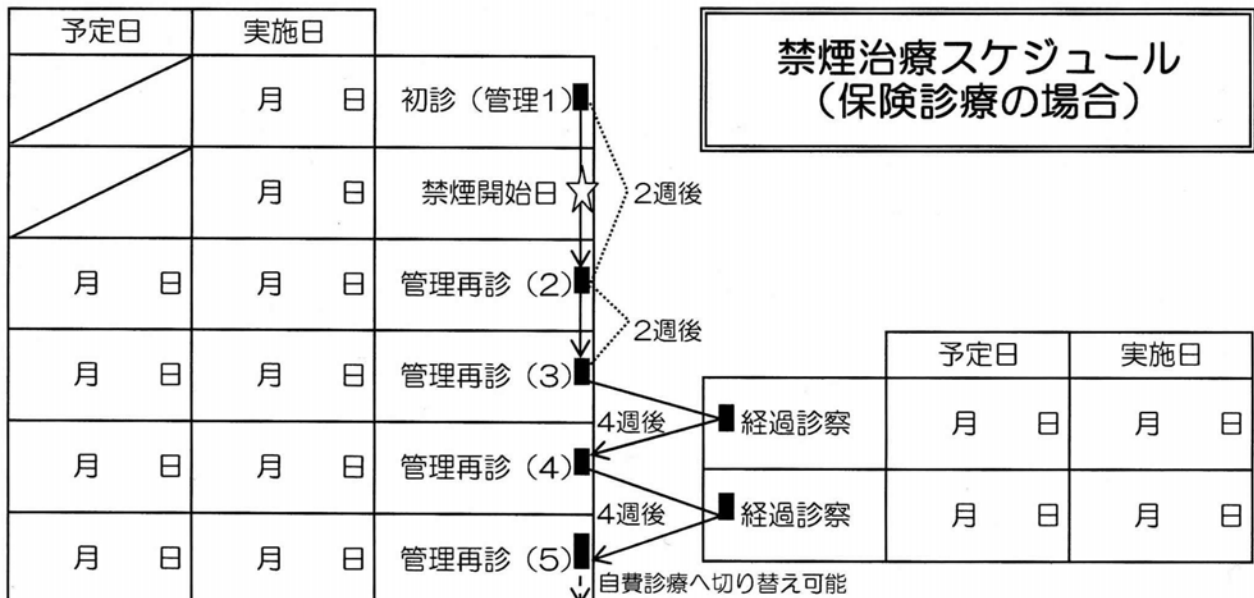 予定日 実施日
禁煙治療スケジュール
（保険診療の場合）
月 日 初診（管理1）
月 日 禁煙開始日
2週後
月 日 月 日 管理再診（2）
2週後
月 日 月 日 管理再診（3）
予定日 実施日
4週後
経過診察 月 日 月 日
月 日 月 日 管理再診（4）
4週後
経過診察 月 日 月 日
月 日 月 日 管理再診（5）
自費診療へ切り替え可能